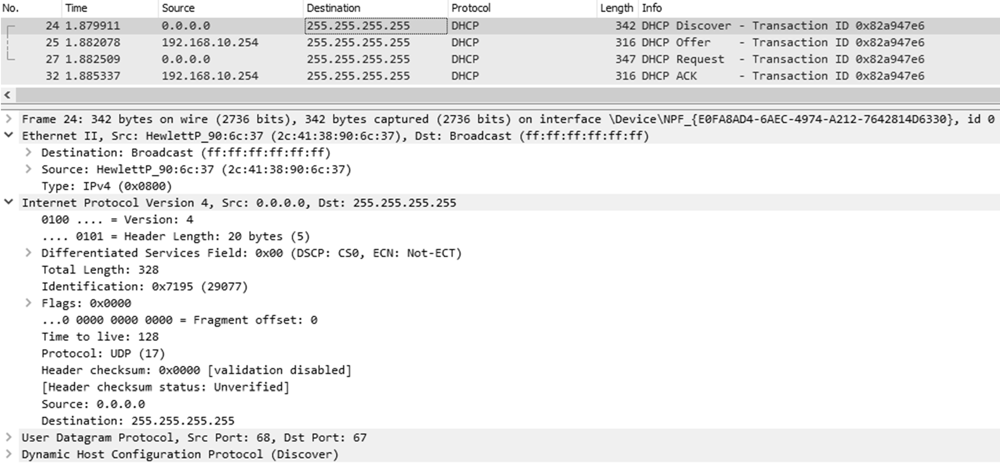 No. Time Source Destination Protocol Length Info
24 1.879911 0.0.0.0 255.255.255.255 DHCP 342 DHCP Discover - Transaction ID 0x82a947e6
25 1.882078 192.168.10.254 255.255.255.255 DHCP 316 DHCP Offer - Transaction ID 0x82a947e6
27 1.882509 0.0.0.0 255.255.255.255 DHCP 347 DHCP Request - Transaction ID 0x82a947e6
32 1.885337 192.168.10.254 255.255.255.255 DHCP 316 DHCP ACK - Transaction ID 0x82a947e6
Frame 24: 342 bytes on wire (2736 bits), 342 bytes captured (2736 bits) on interface \Device\NPF_{E0FA8AD4-6AEC-4974-A212-7642814D6330}, id 0
Ethernet II, Src: HewlettP_90:6c:37 (2c:41:38:90:6c:37), Dst: Broadcast (ff:ff:ff:ff:ff:ff)
Destination: Broadcast (ff:ff:ff:ff:ff:ff)
Source: HewlettP_90:6c:37 (2c:41:38:90:6c:37)
Type: IPv4 (0x0800)
Internet Protocol Version 4, Src: 0.0.0.0, Dst: 255.255.255.255
0100 .... = Version: 4
.... 0101 = Header Length: 20 bytes (5)
Differentiated Services Field: 0x00 (DSCP: CS0, ECN: Not-ECT)
Total Length: 328
Identification: 0x7195 (29077)
Flags: 0x0000
...0 0000 0000 0000 = Fragment offset: 0
Time to live: 128
Protocol: UDP (17)
Header checksum: 0x0000 [validation disabled]
[Header checksum status: Unverified]
Source: 0.0.0.0
Destination: 255.255.255.255
User Datagram Protocol, Src Port: 68, Dst Port: 67
Dynamic Host Configuration Protocol (Discover)